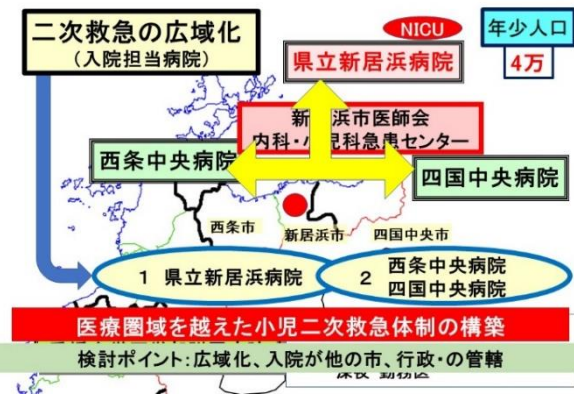 二次救急の広域化
（入院担当病院）
NICU
年少人口
4万
県立新居浜病院
新居浜市医師会
内科・小児科急患センター
西条中央病院
四国中央病院
西条市
新居浜市
四国中央市
1 県立新居浜病院
2 西条中央病院
四国中央病院
医療圏域を越えた小児二次救急体制の構築
検討ポイント：広域化、入院が他の市、行政・の管轄